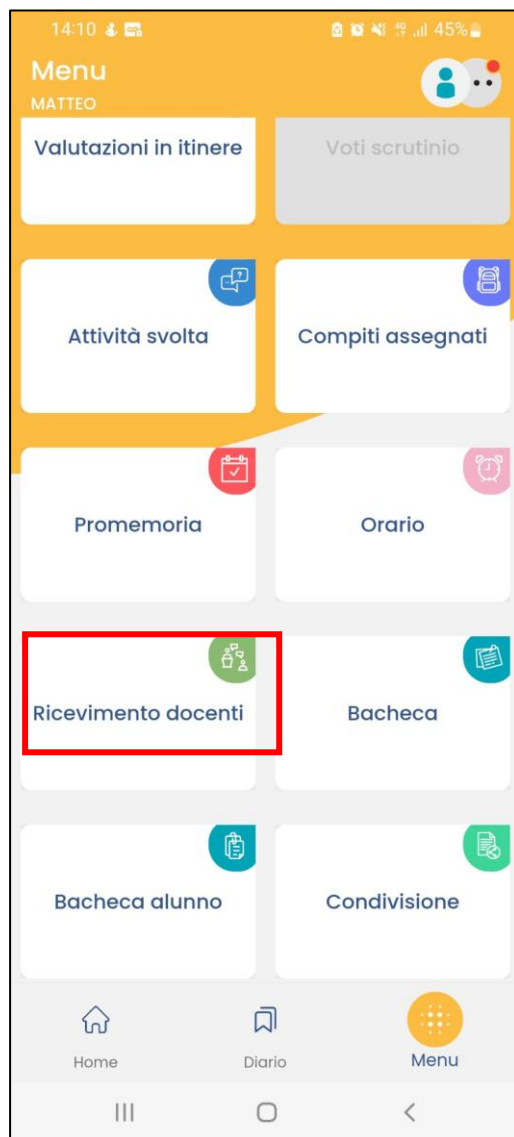 14:10
4G 45%
Menu
MATTEO
Valutazioni in itinere
Voti scrutinio
Attività svolta
Compiti assegnati
Promemoria
Orario
Ricevimento docenti
Bacheca
Bacheca alunno
Condivisione
Home
Diario
Menu